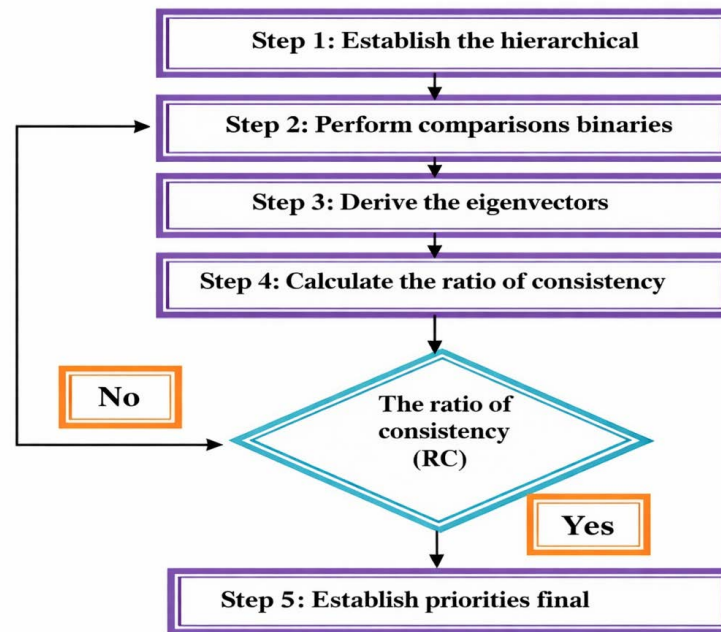 Step 1: Establish the hierarchical
Step 2: Perform comparisons binaries
Step 3: Derive the eigenvectors
Step 4: Calculate the ratio of consistency
No
The ratio of
consistency
(RC)
Yes
Step 5: Establish priorities final